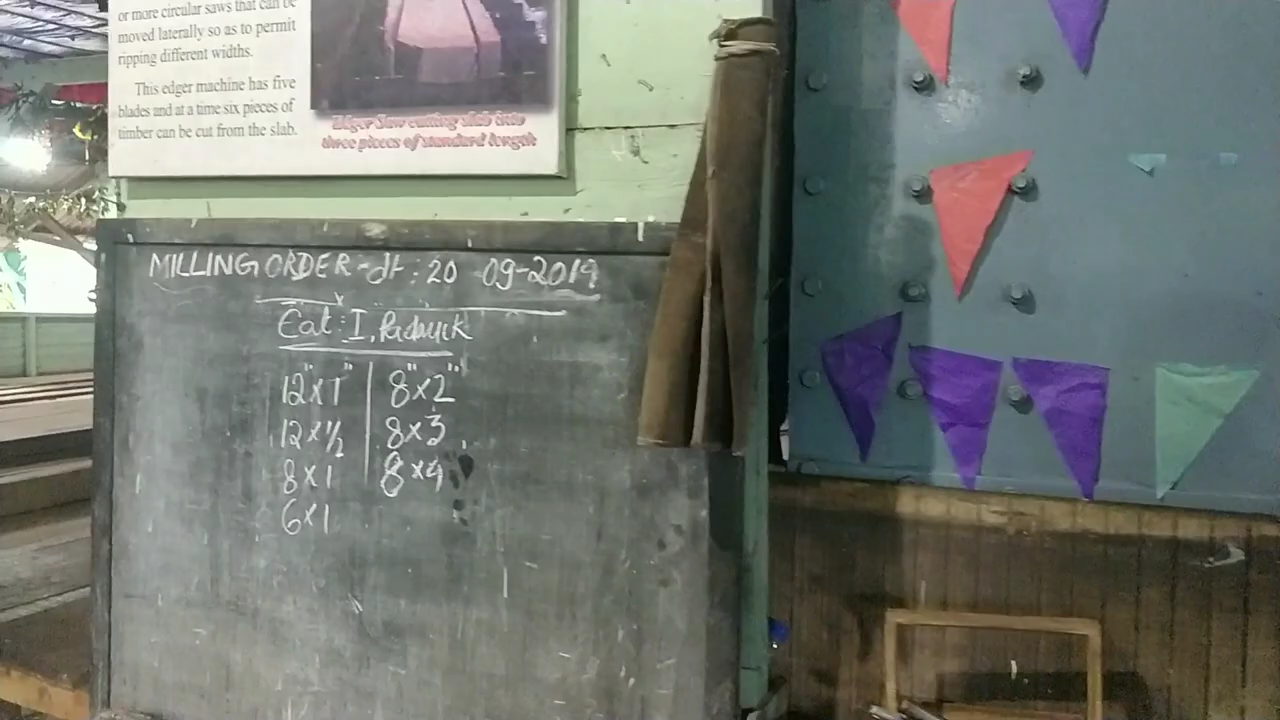 or more circular saws that can be
moved laterally so as to permit
ripping different widths.
This edger machine has five
blades and at a time six pieces of
timber can be cut from the slab.
Edger Saw cutting slab into
three pieces of standard length
MILLING ORDER - dt : 20 09-2019
Cat : I, Padauk
12"x1" 8"x2"
12x1/2 8x3
8x1 8x4
6x1